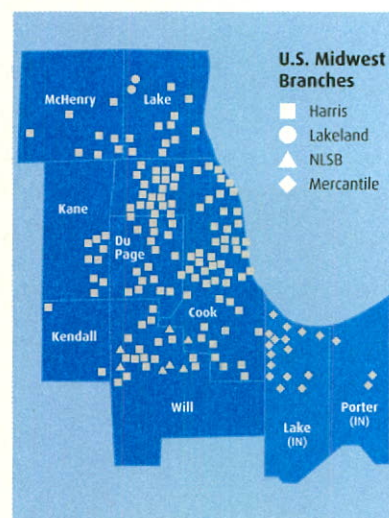 U.S. Midwest
Branches
Harris
Lakeland
NLSB
Mercantile
McHenry
Lake
Kane
Du
Page
Cook
Kendall
Will
Lake
(IN)
Porter
(IN)